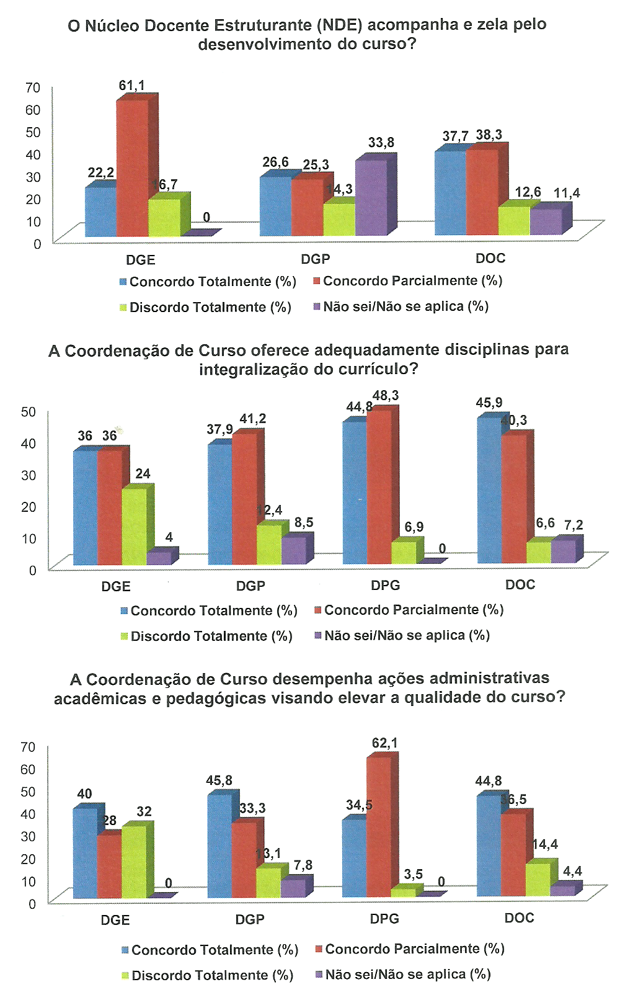 O Núcleo Docente Estruturante (NDE) acompanha e zela pelo
desenvolvimento do curso?
70
60
50
40
30
20
10
0
22,2
61,1
16,7
0
26,6
25,3
14,3
33,8
37,7
38,3
12,6
11,4
DGE
DGP
DOC
Concordo Totalmente (%)
Concordo Parcialmente (%)
Discordo Totalmente (%)
Não sei/Não se aplica (%)
A Coordenação de Curso oferece adequadamente disciplinas para
integralização do currículo?
50
40
30
20
10
0
36
36
24
4
37,9
41,2
12,4
8,5
44,8
48,3
6,9
0
45,9
40,3
6,6
7,2
DGE
DGP
DPG
DOC
Concordo Totalmente (%)
Concordo Parcialmente (%)
Discordo Totalmente (%)
Não sei/Não se aplica (%)
A Coordenação de Curso desempenha ações administrativas
acadêmicas e pedagógicas visando elevar a qualidade do curso?
70
60
50
40
30
20
10
0
40
28
32
0
45,8
33,3
13,1
7,8
34,5
62,1
3,5
0
44,8
36,5
14,4
4,4
DGE
DGP
DPG
DOC
Concordo Totalmente (%)
Concordo Parcialmente (%)
Discordo Totalmente (%)
Não sei/Não se aplica (%)